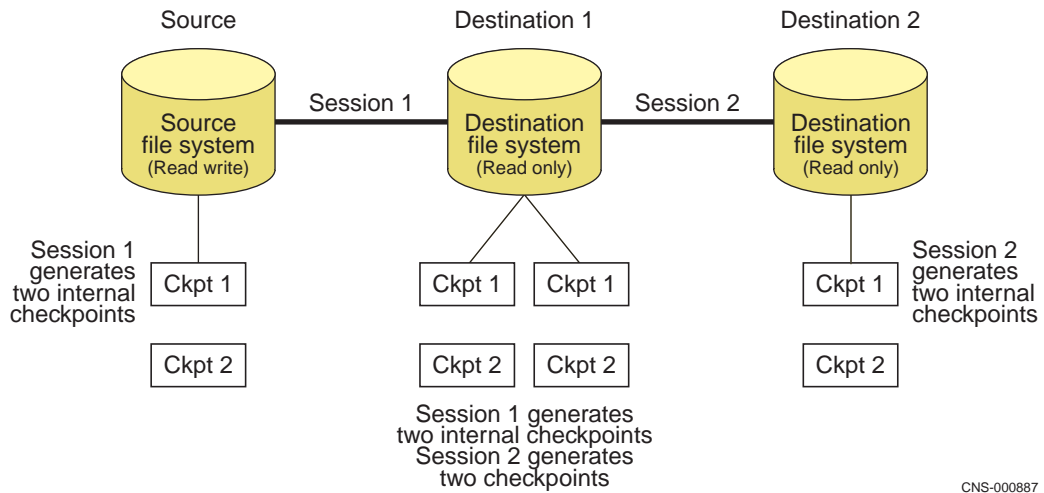 Source
Destination 1
Destination 2
Session 1
Session 2
Source
file system
(Read write)
Destination
file system
(Read only)
Destination
file system
(Read only)
Session 1
generates
two internal
checkpoints
Ckpt 1
Ckpt 1
Ckpt 1
Ckpt 1
Session 2
generates
two internal
checkpoints
Ckpt 2
Ckpt 2
Ckpt 2
Ckpt 2
Session 1 generates
two internal checkpoints
Session 2 generates
two checkpoints
CNS-000887